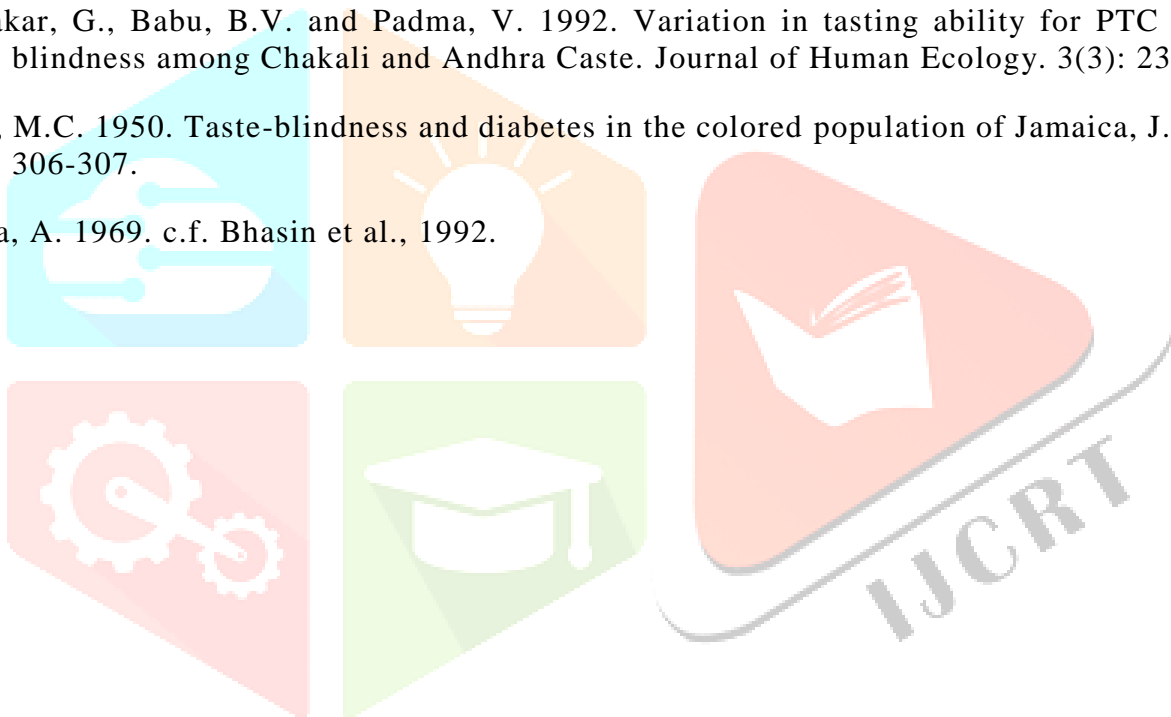 akar, G., Babu, B.V. and Padma, V. 1992. Variation in tasting ability for PTC
blindness among Chakali and Andhra Caste. Journal of Human Ecology. 3(3): 23
, M.C. 1950. Taste-blindness and diabetes in the colored population of Jamaica, J.
306-307.
a, A. 1969. c.f. Bhasin et al., 1992.
IJCRT